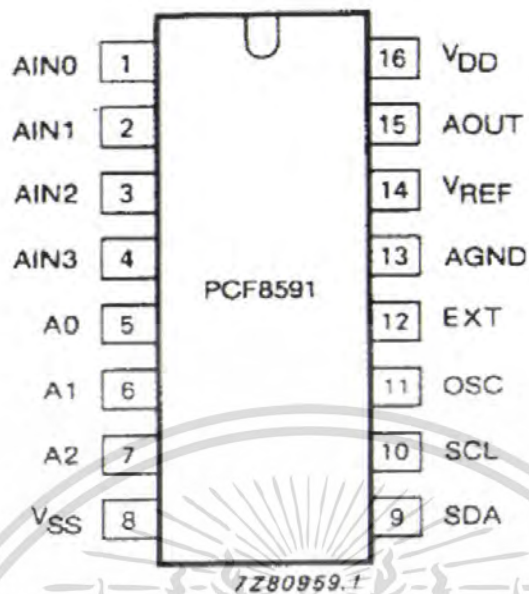 AIN0 1 16 VDD
AIN1 2 15 AOUT
AIN2 3 14 VREF
AIN3 4 13 AGND
PCF8591
A0 5 12 EXT
A1 6 11 OSC
A2 7 10 SCL
VSS 8 9 SDA
7Z80959.1